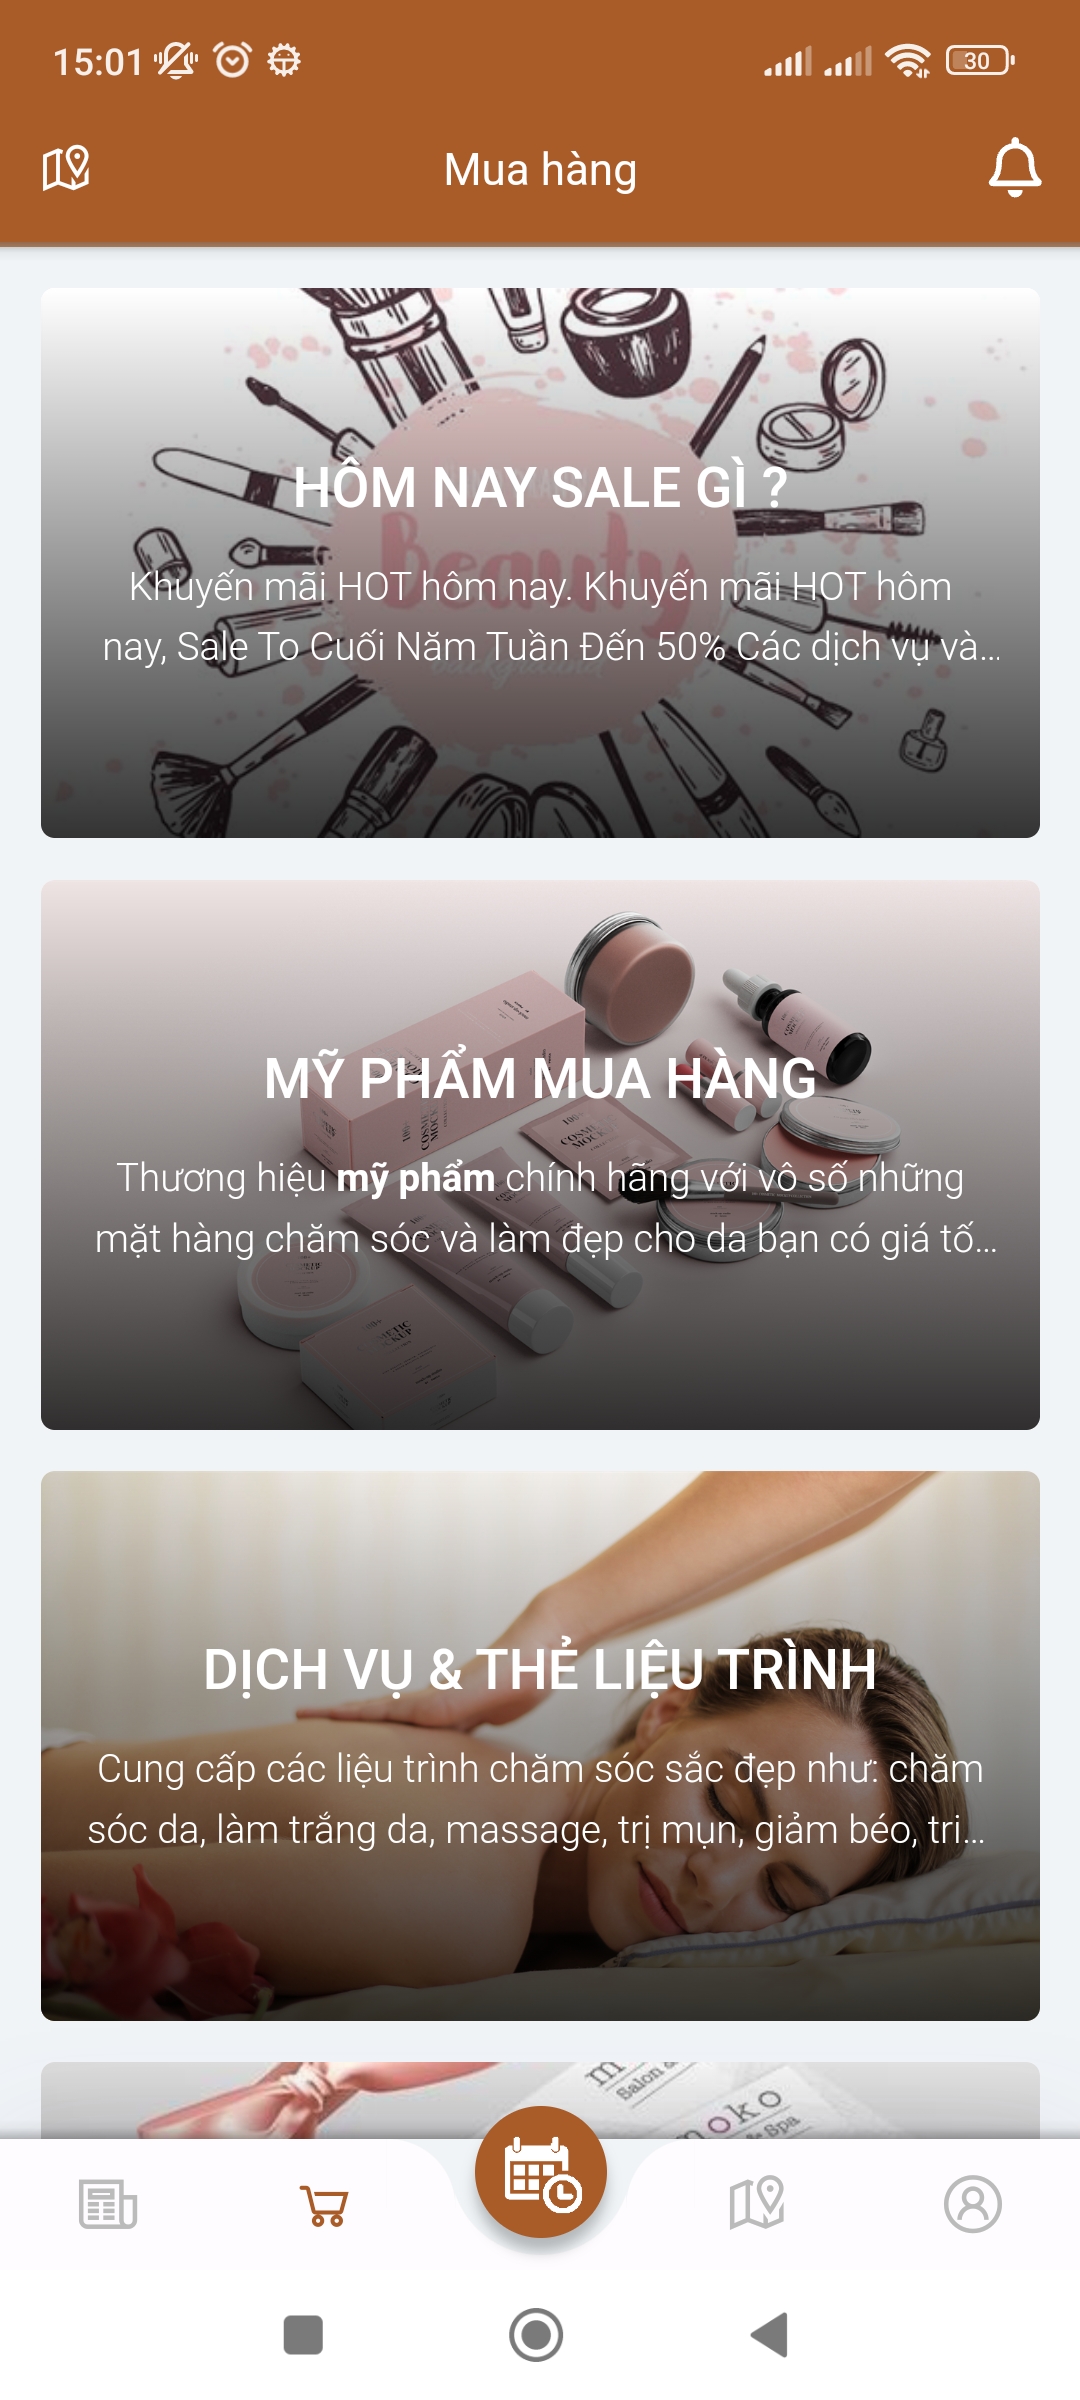 15:01
30
Mua hàng
HÔM NAY SALE GÌ ?
Beauty
Khuyến mãi HOT hôm nay. Khuyến mãi HOT hôm
nay, Sale To Cuối Năm Tuần Đến 50% Các dịch vụ và...
MỸ PHẨM MUA HÀNG
Thương hiệu mỹ phẩm chính hãng với vô số những
mặt hàng chăm sóc và làm đẹp cho da bạn có giá tố...
DỊCH VỤ & THẺ LIỆU TRÌNH
Cung cấp các liệu trình chăm sóc sắc đẹp như: chăm
sóc da, làm trắng da, massage, trị mụn, giảm béo, tri...
Salon &
moko
& Spa